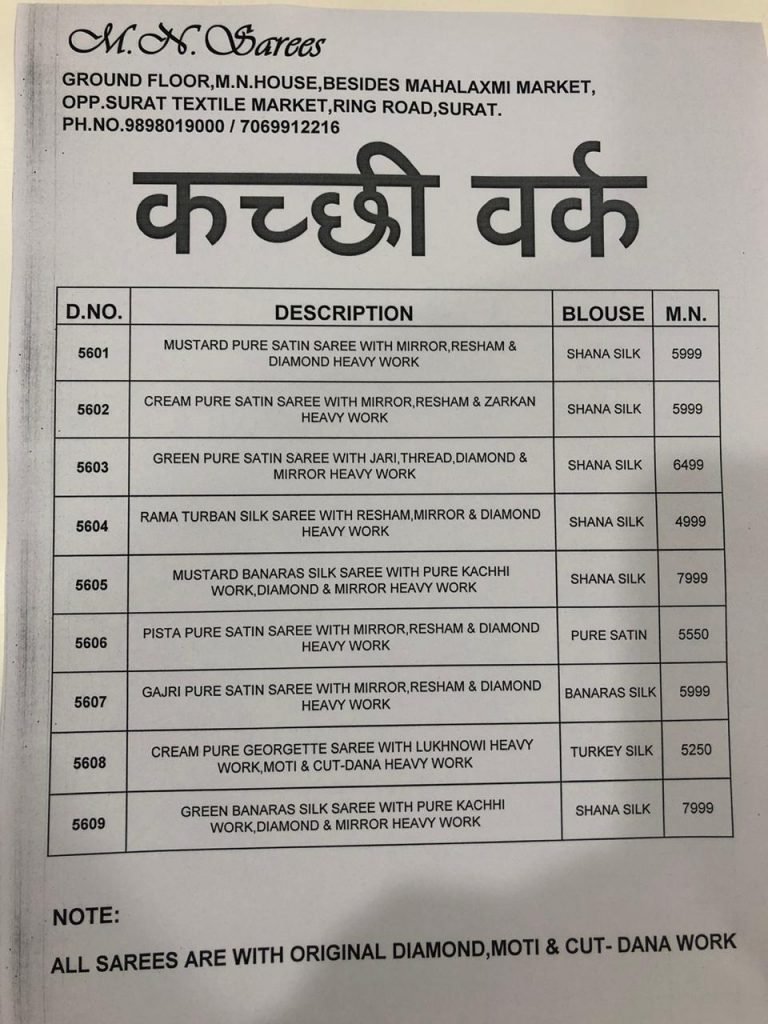 M.N. Sarees
GROUND FLOOR,M.N.HOUSE,BESIDES MAHALAXMI MARKET,
OPP.SURAT TEXTILE MARKET,RING ROAD,SURAT.
PH.NO.9898019000 / 7069912216
कच्छी वर्क
D.NO. DESCRIPTION BLOUSE M.N.
5601 MUSTARD PURE SATIN SAREE WITH MIRROR,RESHAM &
DIAMOND HEAVY WORK SHANA SILK 5999
5602 CREAM PURE SATIN SAREE WITH MIRROR,RESHAM & ZARKAN
HEAVY WORK SHANA SILK 5999
5603 GREEN PURE SATIN SAREE WITH JARI,THREAD,DIAMOND &
MIRROR HEAVY WORK SHANA SILK 6499
5604 RAMA TURBAN SILK SAREE WITH RESHAM,MIRROR & DIAMOND
HEAVY WORK SHANA SILK 4999
5605 MUSTARD BANARAS SILK SAREE WITH PURE KACHHI
WORK,DIAMOND & MIRROR HEAVY WORK SHANA SILK 7999
5606 PISTA PURE SATIN SAREE WITH MIRROR,RESHAM & DIAMOND
HEAVY WORK PURE SATIN 5550
5607 GAJRI PURE SATIN SAREE WITH MIRROR,RESHAM & DIAMOND
HEAVY WORK BANARAS SILK 5999
5608 CREAM PURE GEORGETTE SAREE WITH LUKHNOWI HEAVY
WORK,MOTI & CUT-DANA HEAVY WORK TURKEY SILK 5250
5609 GREEN BANARAS SILK SAREE WITH PURE KACHHI
WORK,DIAMOND & MIRROR HEAVY WORK SHANA SILK 7999
NOTE:
ALL SAREES ARE WITH ORIGINAL DIAMOND,MOTI & CUT- DANA WORK